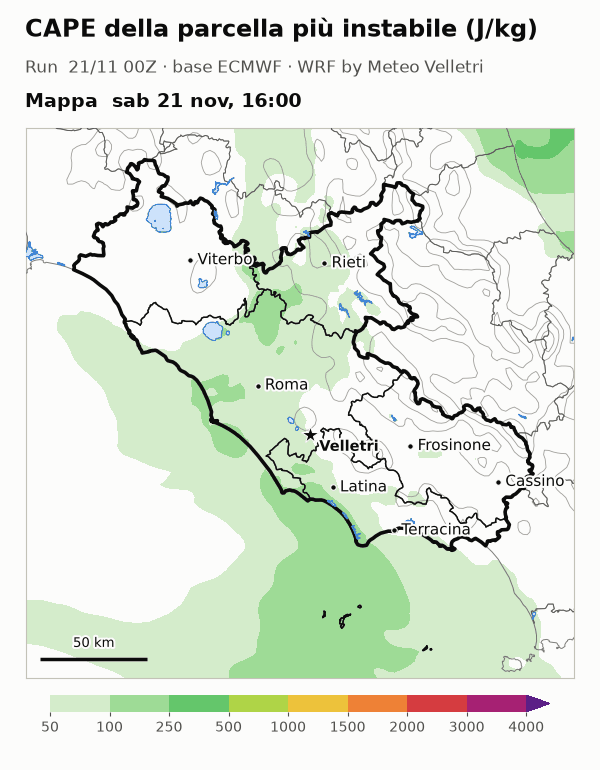 CAPE della parcella più instabile (J/kg)
Run  21/11 00Z · base ECMWF · WRF by Meteo Velletri
Mappa  sab 21 nov, 16:00
Viterbo
Rieti
Roma
Velletri
Frosinone
Latina
Cassino
Terracina
50 km
50 100 250 500 1000 1500 2000 3000 4000